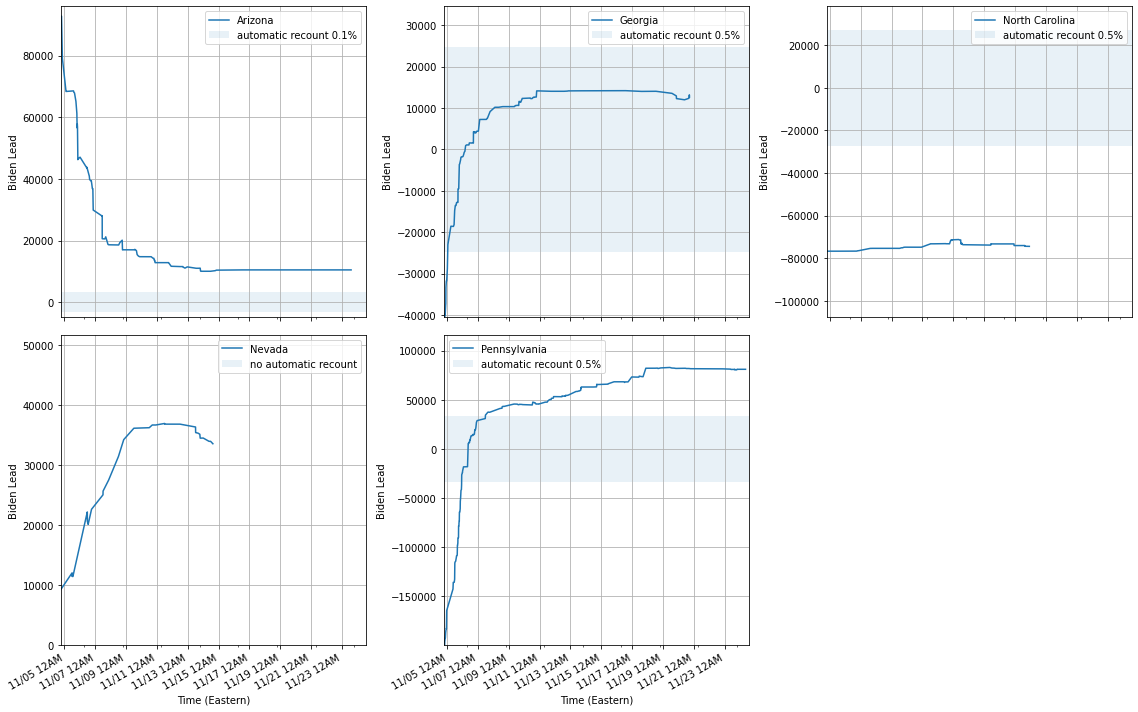 Arizona
automatic recount 0.1%
80000
60000
40000
20000
0
Biden Lead
Georgia
automatic recount 0.5%
30000
20000
10000
0
−10000
−20000
−30000
−40000
Biden Lead
North Carolina
automatic recount 0.5%
20000
0
−20000
−40000
−60000
−80000
−100000
Biden Lead
Nevada
no automatic recount
50000
40000
30000
20000
10000
0
Biden Lead
11/05 12AM
11/07 12AM
11/09 12AM
11/11 12AM
11/13 12AM
11/15 12AM
11/17 12AM
11/19 12AM
11/21 12AM
11/23 12AM
Time (Eastern)
Pennsylvania
automatic recount 0.5%
100000
50000
0
−50000
−100000
−150000
Biden Lead
11/05 12AM
11/07 12AM
11/09 12AM
11/11 12AM
11/13 12AM
11/15 12AM
11/17 12AM
11/19 12AM
11/21 12AM
11/23 12AM
Time (Eastern)